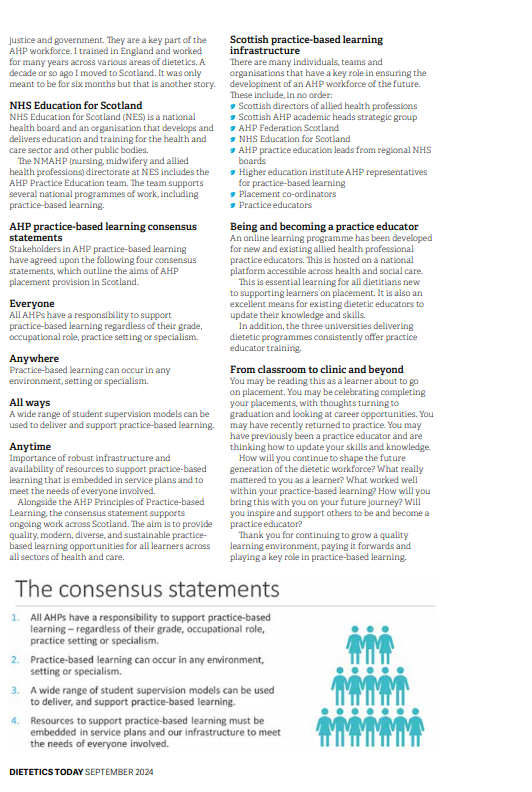 justice and government. They are a key part of the
AHP workforce. I trained in England and worked
for many years across various areas of dietetics. A
decade or so ago I moved to Scotland. It was only
meant to be for six months but that is another story.
NHS Education for Scotland
NHS Education for Scotland (NES) is a national
health board and an organisation that develops and
delivers education and training for the health and
care sector and other public bodies.
The NMAHP (nursing, midwifery and allied
health professions) directorate at NES includes the
AHP Practice Education team. The team supports
several national programmes of work, including
practice-based learning.
AHP practice-based learning consensus
statements
Stakeholders in AHP practice-based learning
have agreed upon the following four consensus
statements, which outline the aims of AHP
placement provision in Scotland.
Everyone
All AHPs have a responsibility to support
practice-based learning regardless of their grade,
occupational role, practice setting or specialism.
Anywhere
Practice-based learning can occur in any
environment, setting or specialism.
All ways
A wide range of student supervision models can be
used to deliver and support practice-based learning.
Anytime
Importance of robust infrastructure and
availability of resources to support practice-based
learning that is embedded in service plans and to
meet the needs of everyone involved.
Alongside the AHP Principles of Practice-based
Learning, the consensus statement supports
ongoing work across Scotland. The aim is to provide
quality, modern, diverse, and sustainable practice-
based learning opportunities for all learners across
all sectors of health and care.
Scottish practice-based learning
infrastructure
There are many individuals, teams and
organisations that have a key role in ensuring the
development of an AHP workforce of the future.
These include, in no order:
Scottish directors of allied health professions
Scottish AHP academic heads strategic group
AHP Federation Scotland
NHS Education for Scotland
AHP practice education leads from regional NHS
boards
Higher education institute AHP representatives
for practice-based learning
Placement co-ordinators
Practice educators
Being and becoming a practice educator
An online learning programme has been developed
for new and existing allied health professional
practice educators. This is hosted on a national
platform accessible across health and social care.
This is essential learning for all dietitians new
to supporting learners on placement. It is also an
excellent means for existing dietetic educators to
update their knowledge and skills.
In addition, the three universities delivering
dietetic programmes consistently offer practice
educator training.
From classroom to clinic and beyond
You may be reading this as a learner about to go
on placement. You may be celebrating completing
your placements, with thoughts turning to
graduation and looking at career opportunities. You
may have recently returned to practice. You may
have previously been a practice educator and are
thinking how to update your skills and knowledge.
How will you continue to shape the future
generation of the dietetic workforce? What really
mattered to you as a learner? What worked well
within your practice-based learning? How will you
bring this with you on your future journey? Will
you inspire and support others to be and become a
practice educator?
Thank you for continuing to grow a quality
learning environment, paying it forwards and
playing a key role in practice-based learning.
The consensus statements
1. All AHPs have a responsibility to support practice-based
learning – regardless of their grade, occupational role,
practice setting or specialism.
2. Practice-based learning can occur in any environment,
setting or specialism.
3. A wide range of student supervision models can be used
to deliver, and support practice-based learning.
4. Resources to support practice-based learning must be
embedded in service plans and our infrastructure to meet
the needs of everyone involved.
DIETETICS TODAY SEPTEMBER 2024